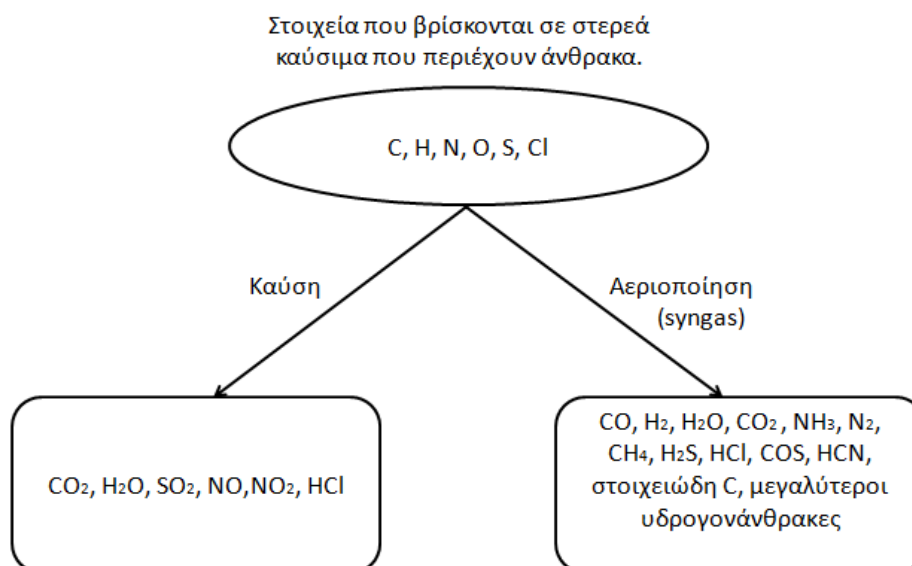 Στοιχεία που βρίσκονται σε στερεά
καύσιμα που περιέχουν άνθρακα.
C, H, N, O, S, Cl
Καύση
Αεριοποίηση
(syngas)
CO₂, H₂O, SO₂, NO,NO₂, HCl
CO, H₂, H₂O, CO₂ , NH₃, N₂,
CH₄, H₂S, HCl, COS, HCN,
στοιχειώδη C, μεγαλύτεροι
υδρογονάνθρακες